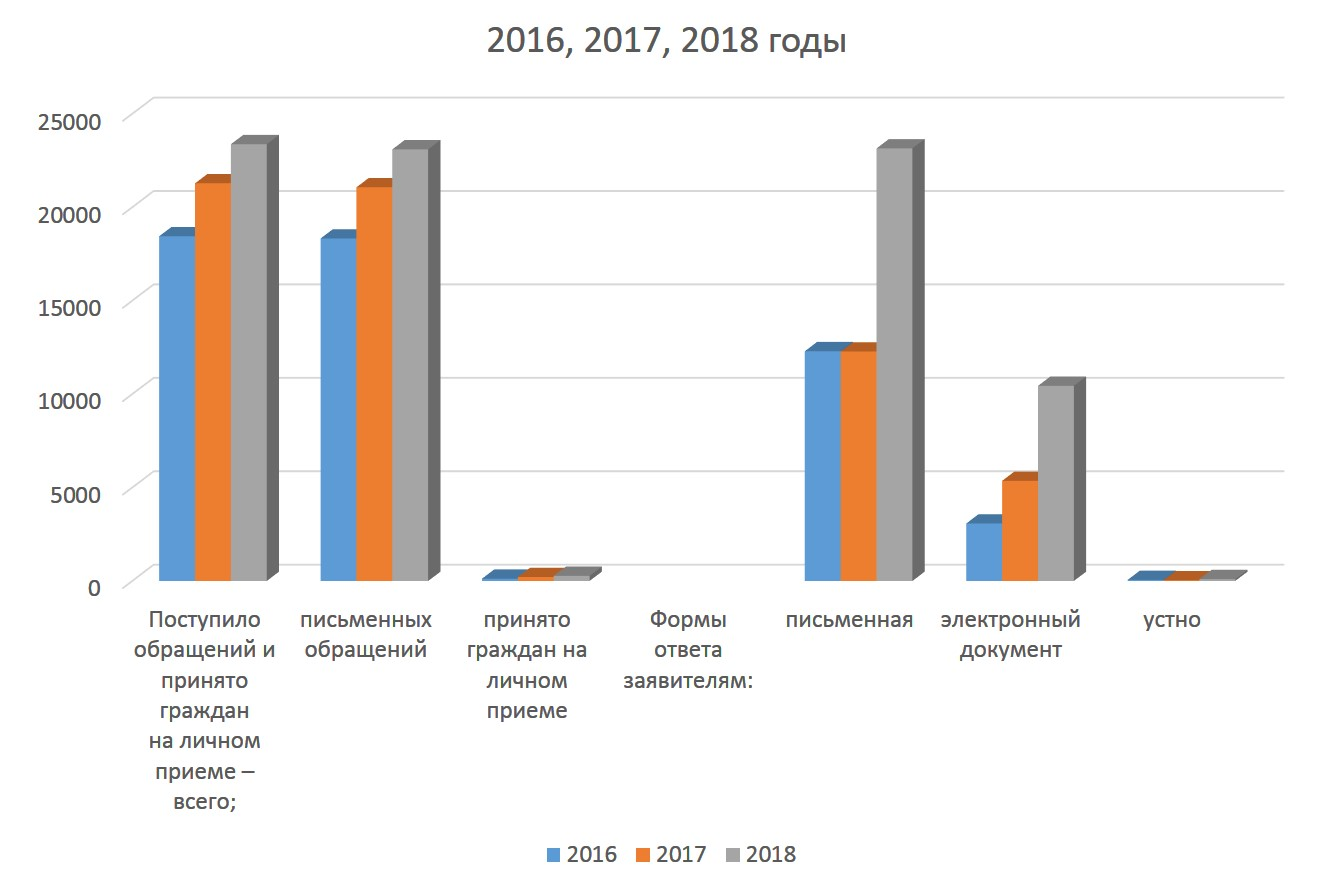 2016, 2017, 2018 годы
25000
20000
15000
10000
5000
0
Поступило
обращений и
принято
граждан
на личном
приеме –
всего;
письменных
обращений
принято
граждан на
личном
приеме
Формы
ответа
заявителям:
письменная
электронный
документ
устно
2016 2017 2018